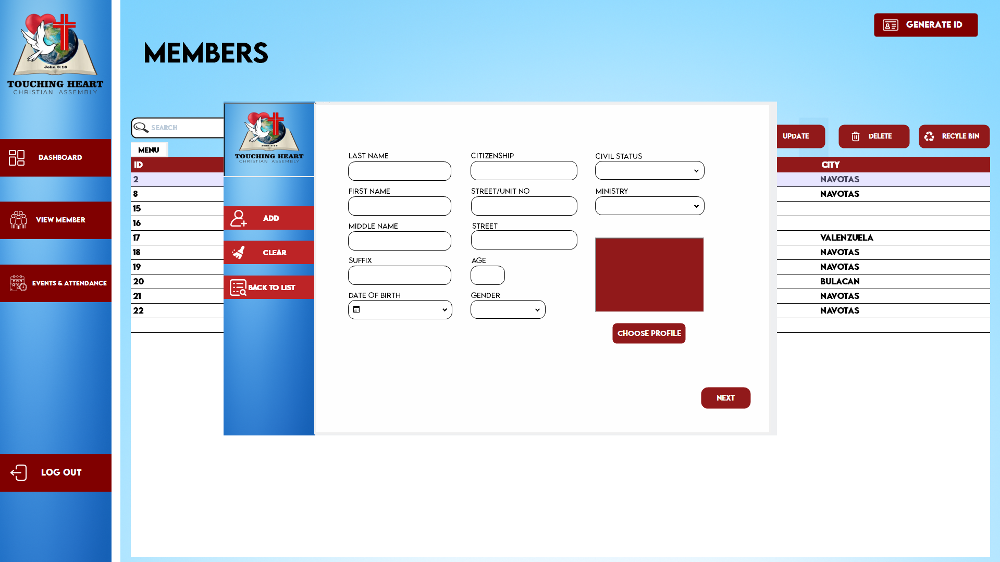 John 3:16
TOUCHING HEART
CHRISTIAN ASSEMBLY
DASHBOARD
VIEW MEMBER
EVENTS & ATTENDANCE
LOG OUT
GENERATE ID
MEMBERS
SEARCH
UPDATE
DELETE
RECYLE BIN
MENU
ID
CITY
2
NAVOTAS
8
NAVOTAS
15
16
17
VALENZUELA
18
NAVOTAS
19
NAVOTAS
20
BULACAN
21
NAVOTAS
22
NAVOTAS
John 3:16
TOUCHING HEART
CHRISTIAN ASSEMBLY
ADD
CLEAR
BACK TO LIST
LAST NAME
CITIZENSHIP
CIVIL STATUS
FIRST NAME
STREET/UNIT NO
MINISTRY
MIDDLE NAME
STREET
SUFFIX
AGE
DATE OF BIRTH
GENDER
CHOOSE PROFILE
NEXT